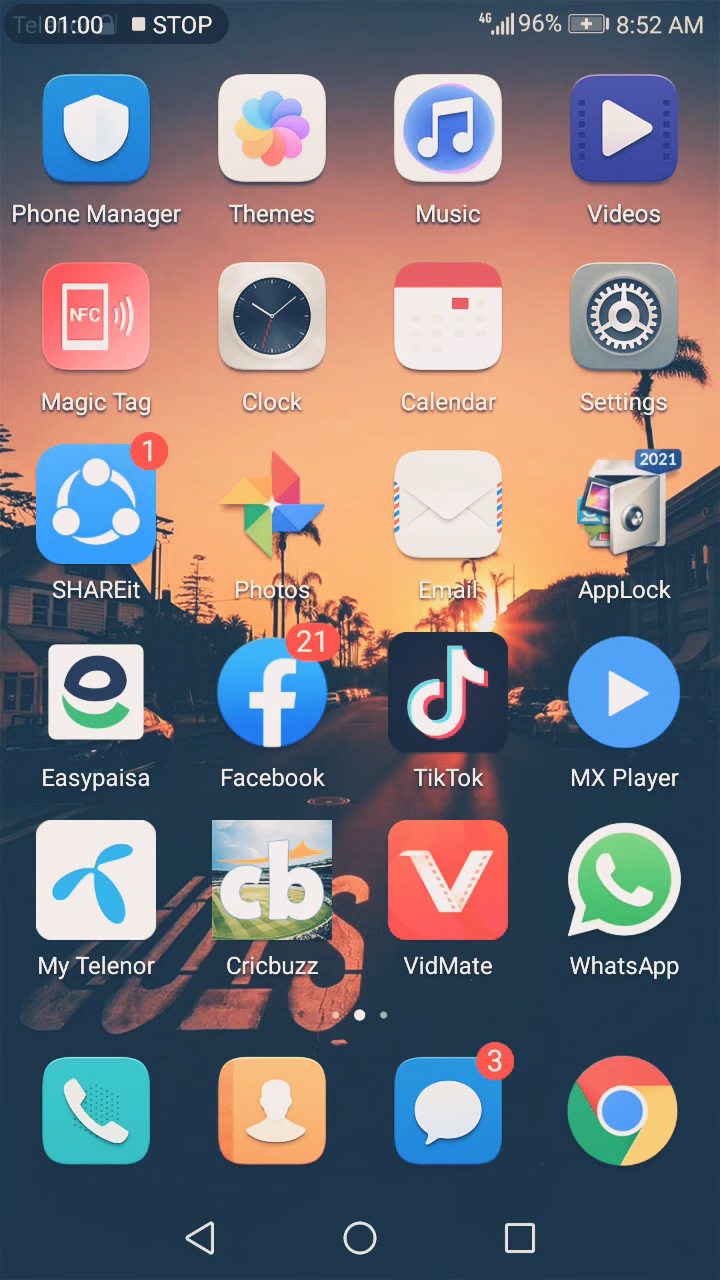 01:00 STOP 4G 96% 8:52 AM
Phone Manager Themes Music Videos
NFC
Magic Tag Clock Calendar Settings
1 2021
SHAREit Photos Email AppLock
21
Easypaisa Facebook TikTok MX Player
cb
My Telenor Cricbuzz VidMate WhatsApp
3